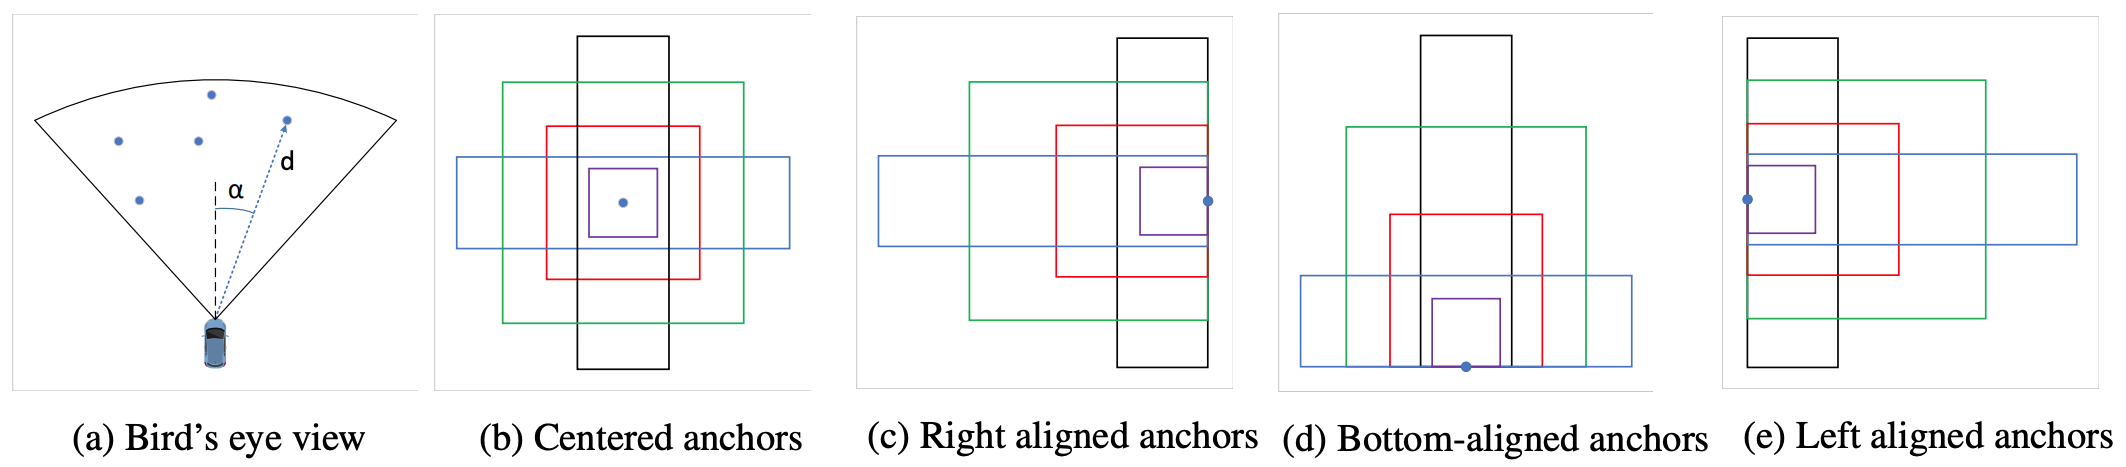 α
d
(a) Bird’s eye view
(b) Centered anchors
(c) Right aligned anchors
(d) Bottom-aligned anchors
(e) Left aligned anchors